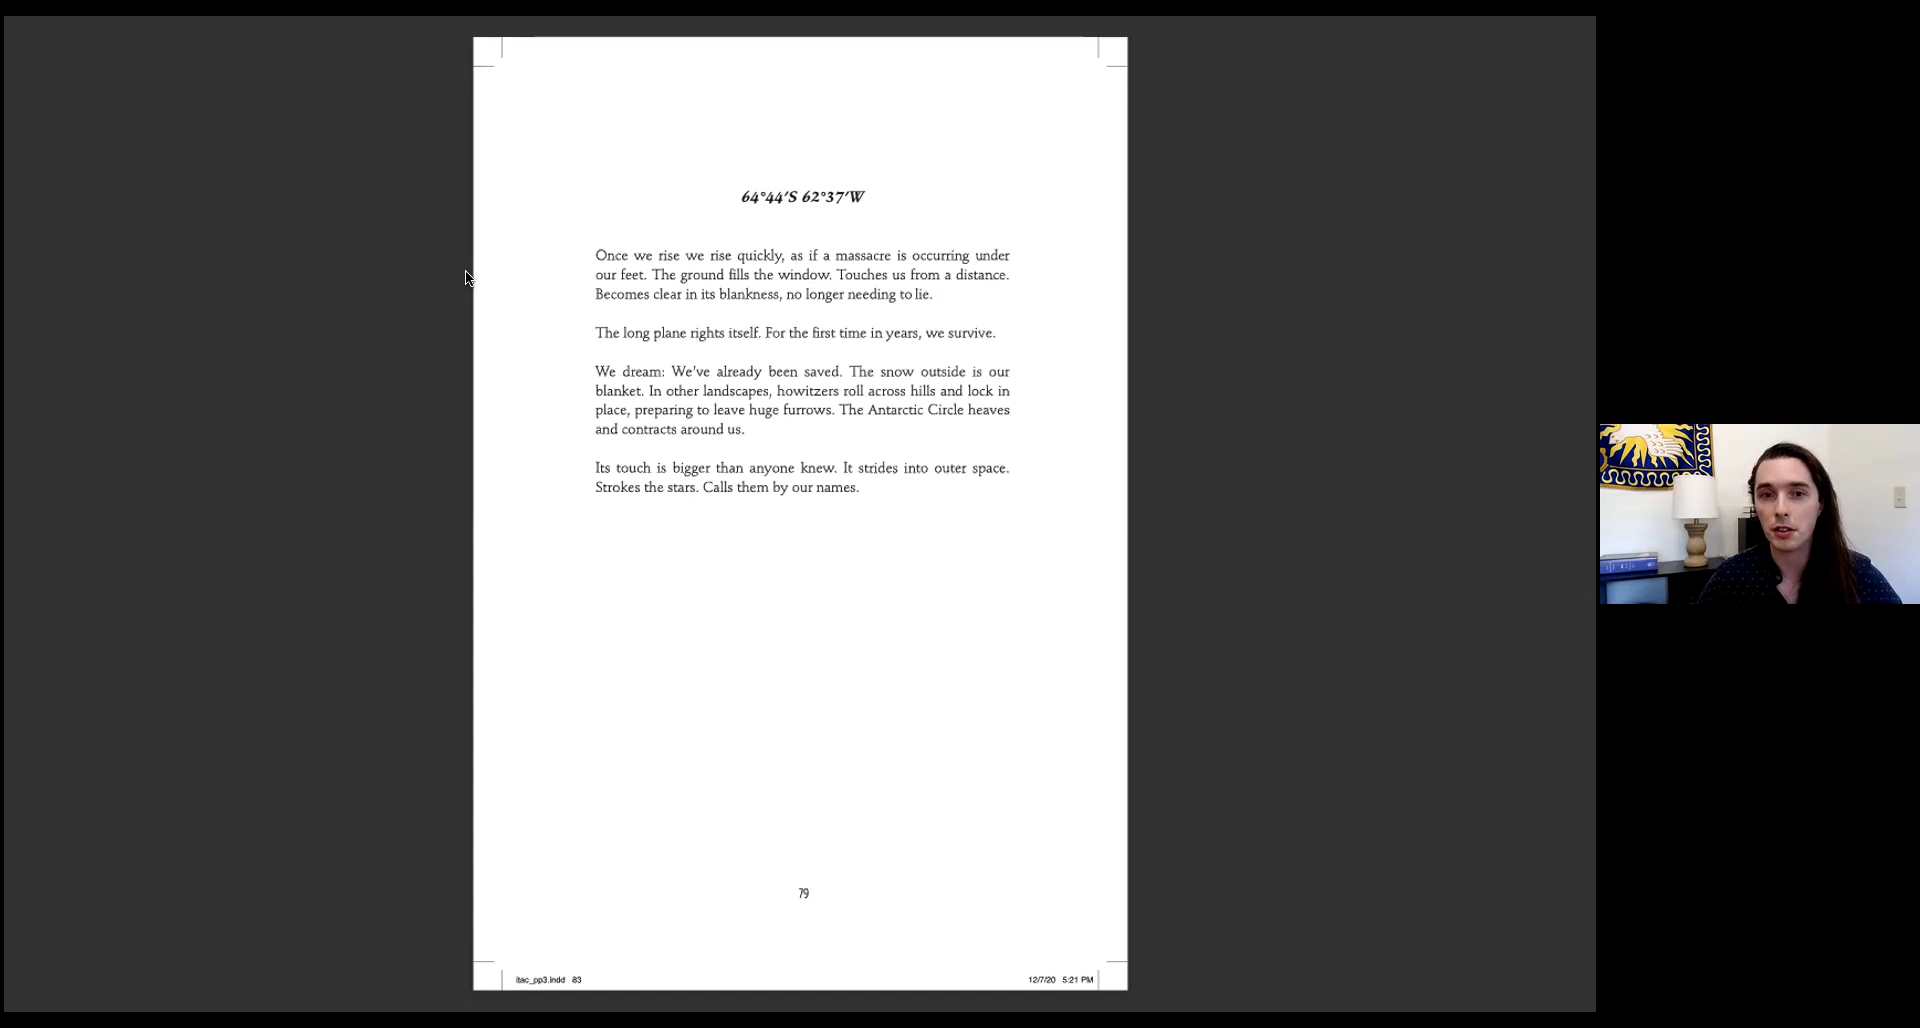 64°44′S 62°37′W
Once we rise we rise quickly, as if a massacre is occurring under
our feet. The ground fills the window. Touches us from a distance.
Becomes clear in its blankness, no longer needing to lie.
The long plane rights itself. For the first time in years, we survive.
We dream: We’ve already been saved. The snow outside is our
blanket. In other landscapes, howitzers roll across hills and lock in
place, preparing to leave huge furrows. The Antarctic Circle heaves
and contracts around us.
Its touch is bigger than anyone knew. It strides into outer space.
Strokes the stars. Calls them by our names.
79
itac_pp3.indd 83
12/7/20 5:21 PM